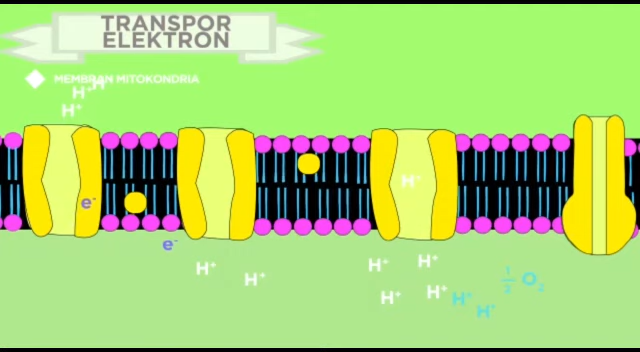 TRANSPOR
ELEKTRON
MEMBRAN MITOKONDRIA
H⁺
H⁺
H⁺
H⁺
e⁻
e⁻
H⁺
H⁺
H⁺
H⁺
H⁺
H⁺
H⁺
H⁺
½ O₂